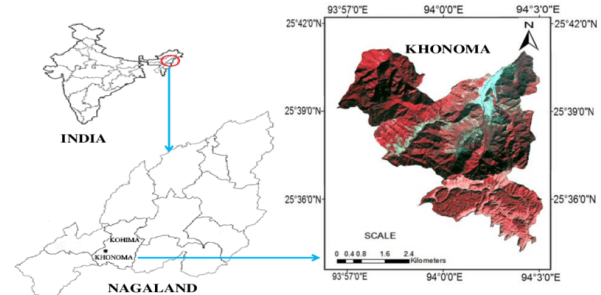 INDIA
KOHIMA
KHONOMA
NAGALAND
93°57'0"E 94°0'0"E 94°3'0"E
25°42'0"N 25°42'0"N
KHONOMA
N
25°39'0"N 25°39'0"N
25°36'0"N 25°36'0"N
SCALE
0 0.4 0.8 1.6 2.4
Kilometers
93°57'0"E 94°0'0"E 94°3'0"E